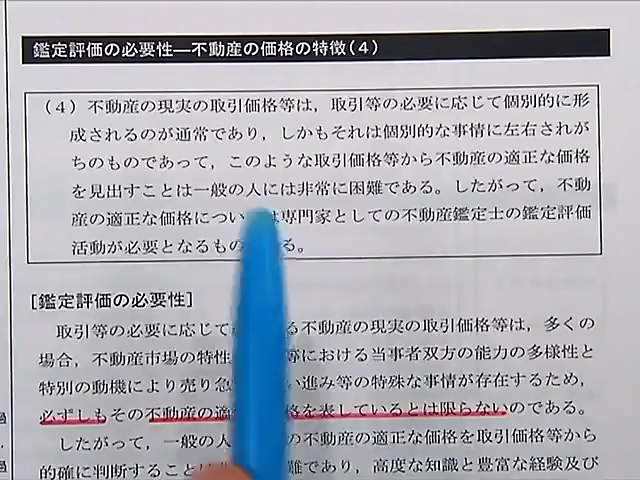 鑑定評価の必要性―不動産の価格の特徴(4)
(4)不動産の現実の取引価格等は，取引等の必要に応じて個別的に形
成されるのが通常であり，しかもそれは個別的な事情に左右されが
ちのものであって，このような取引価格等から不動産の適正な価格
を見出すことは一般の人には非常に困難である。したがって，不動
産の適正な価格につい は専門家としての不動産鑑定士の鑑定評価
活動が必要となるもの る。
[鑑定評価の必要性]
取引等の必要に応じて る不動産の現実の取引価格等は，多くの
場合，不動産市場の特性 等における当事者双方の能力の多様性と
特別の動機により売り急 い進み等の特殊な事情が存在するため，
必ずしもその不動産の適 格を表しているとは限らないのである。
したがって，一般の人 の不動産の適正な価格を取引価格等から
的確に判断すること 難であり，高度な知識と豊富な経験及び